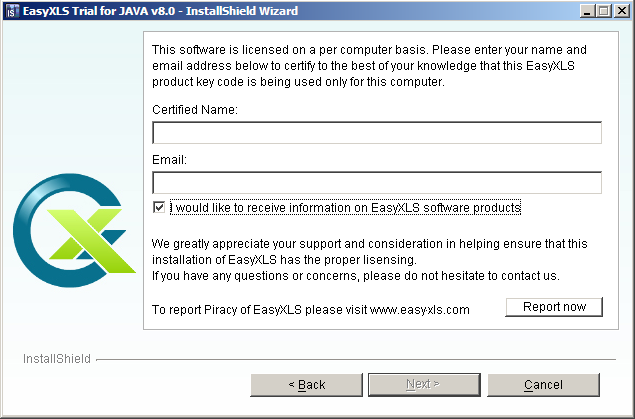 EasyXLS Trial for JAVA v8.0 - InstallShield Wizard
This software is licensed on a per computer basis. Please enter your name and
email address below to certify to the best of your knowledge that this EasyXLS
product key code is being used only for this computer.
Certified Name:
Email:
I would like to receive information on EasyXLS software products
We greatly appreciate your support and consideration in helping ensure that this
installation of EasyXLS has the proper lisensing.
If you have any questions or concerns, please do not hesitate to contact us.
To report Piracy of EasyXLS please visit www.easyxls.com
Report now
InstallShield
< Back
Next >
Cancel